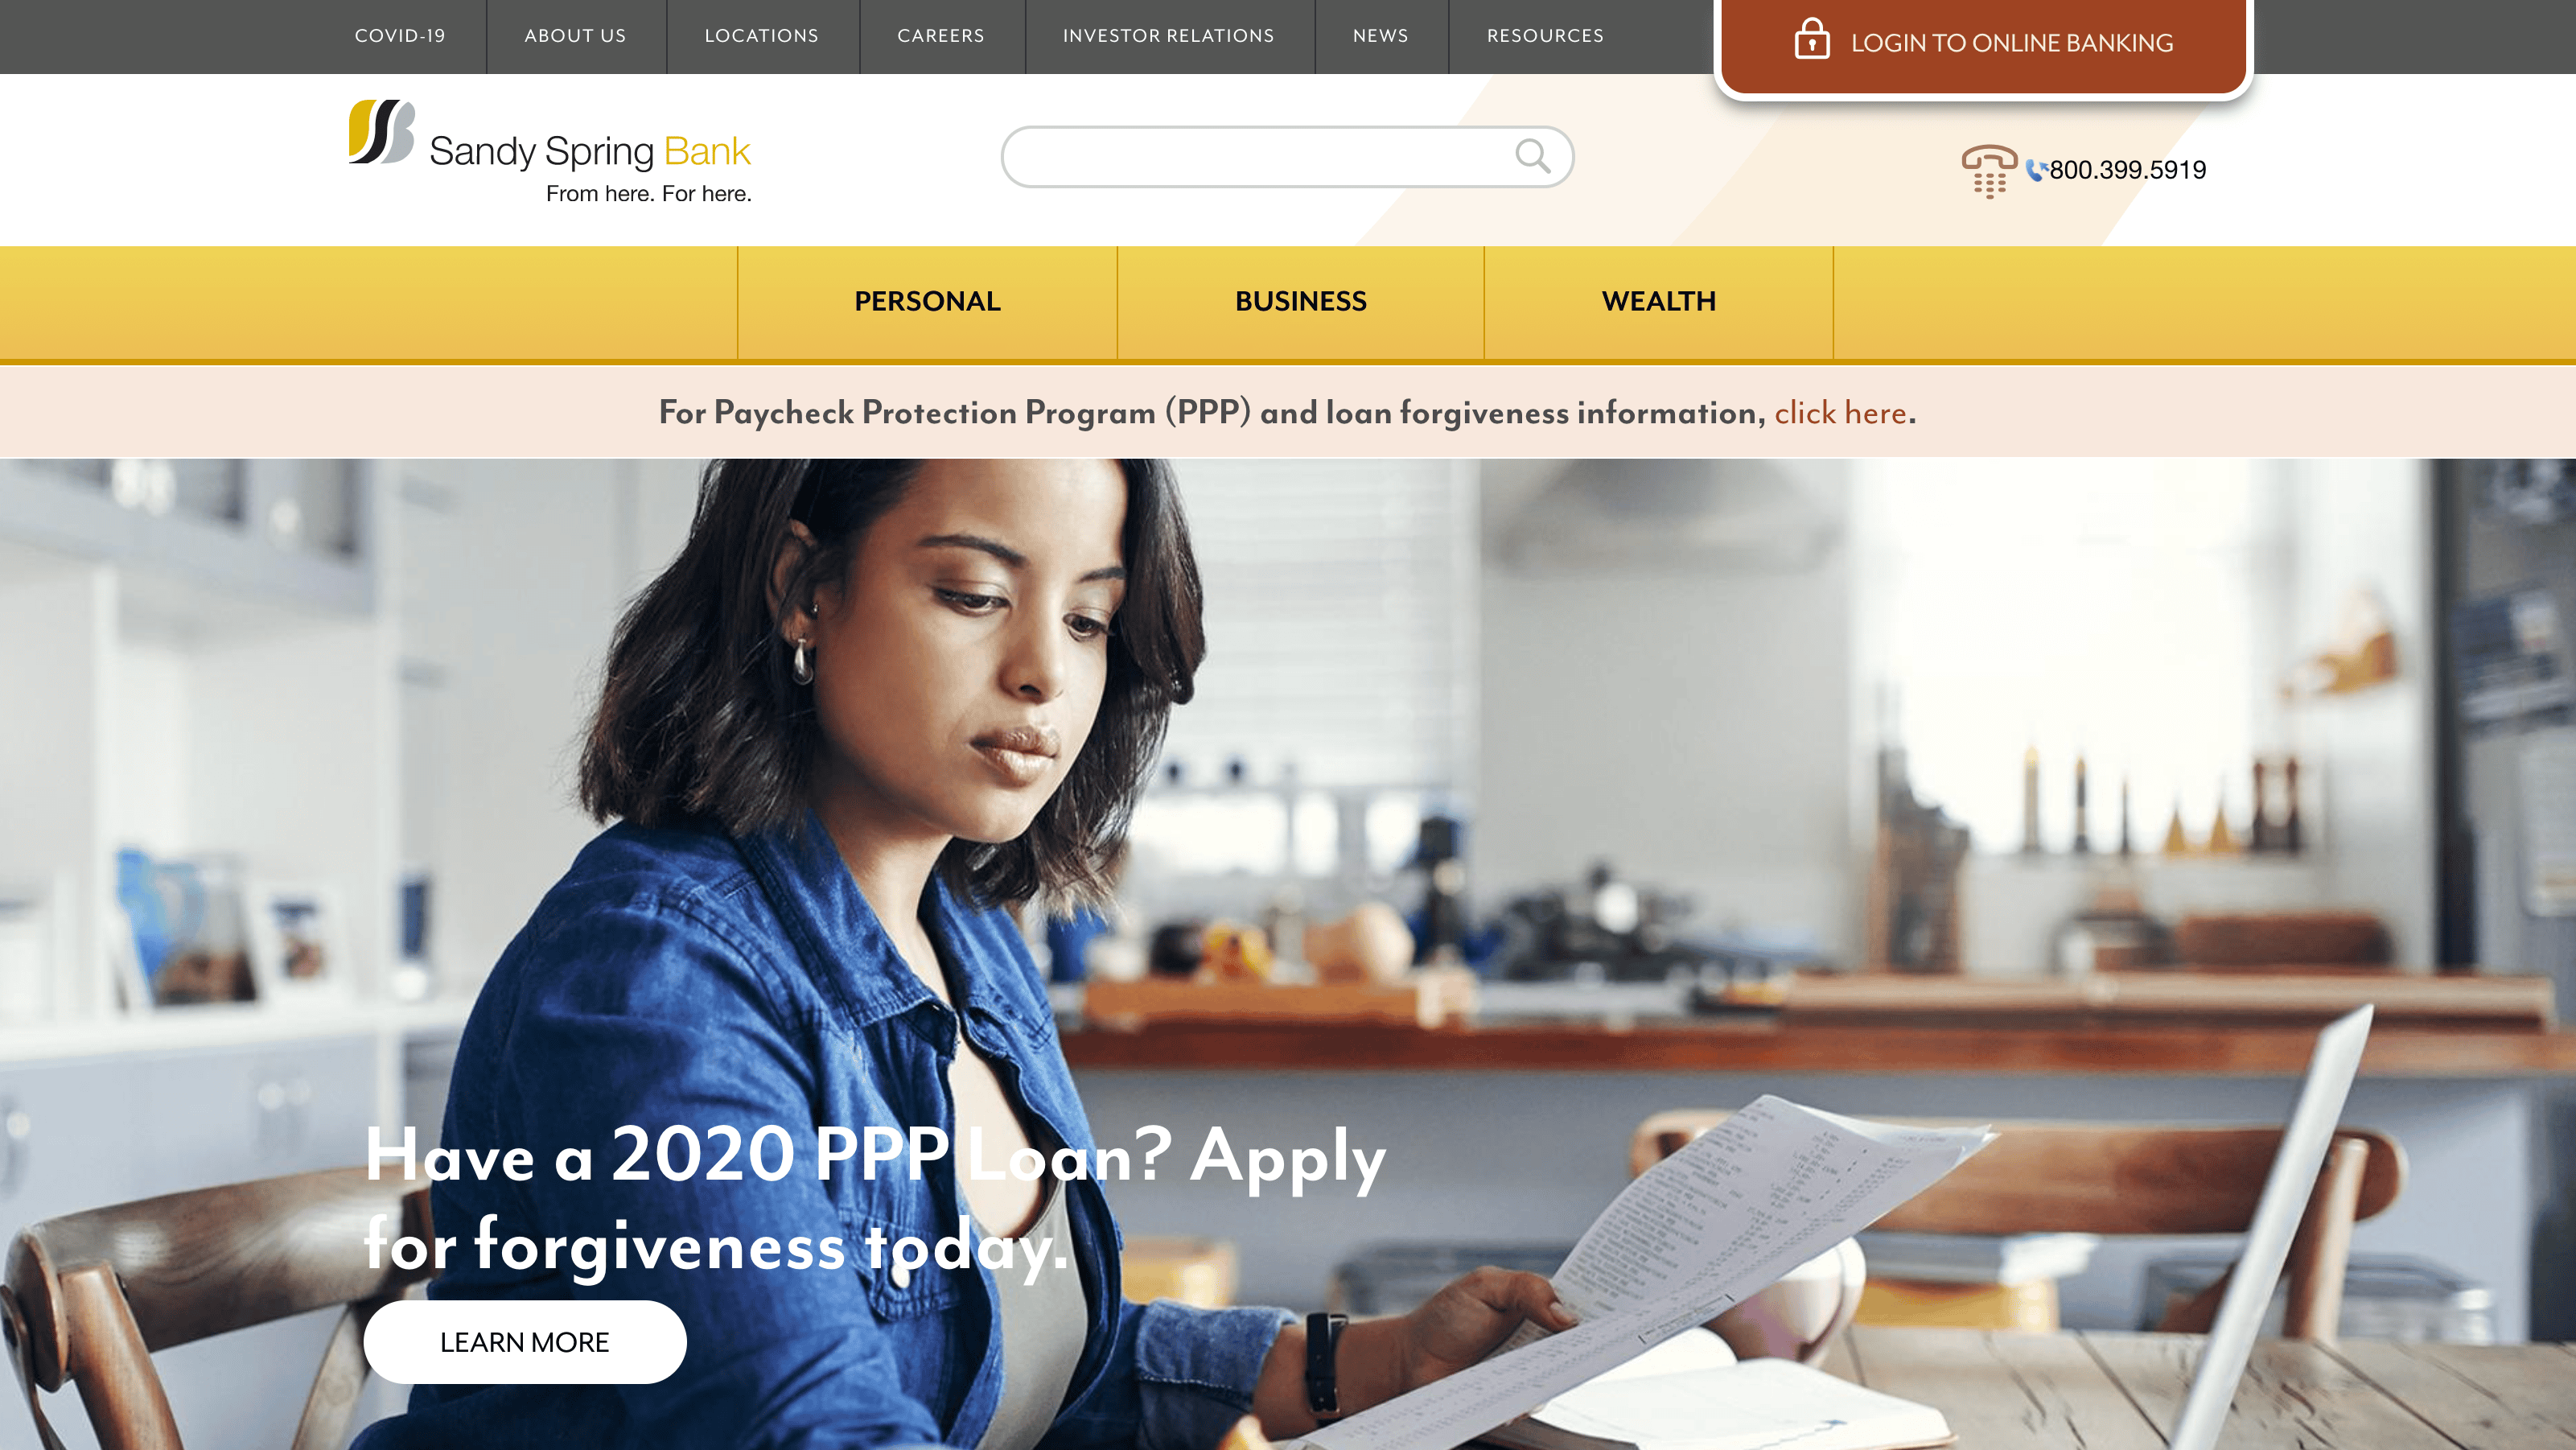 COVID-19
ABOUT US
LOCATIONS
CAREERS
INVESTOR RELATIONS
NEWS
RESOURCES
LOGIN TO ONLINE BANKING
Sandy Spring Bank
From here. For here.
800.399.5919
PERSONAL
BUSINESS
WEALTH
For Paycheck Protection Program (PPP) and loan forgiveness information, click here.
Have a 2020 PPP Loan? Apply
for forgiveness today.
LEARN MORE